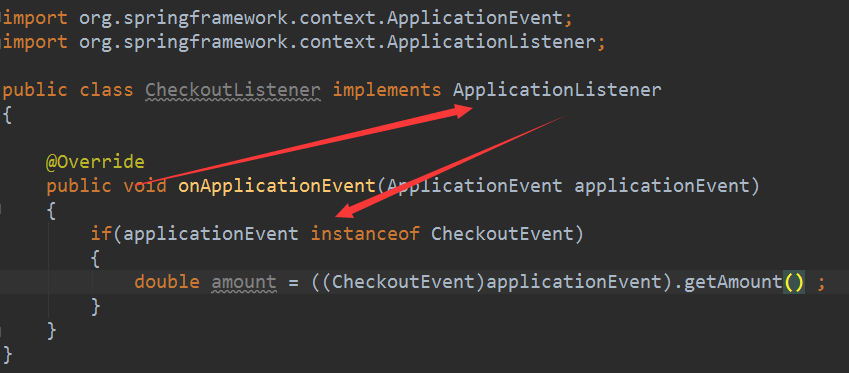 import org.springframework.context.ApplicationEvent;
import org.springframework.context.ApplicationListener;
public class CheckoutListener implements ApplicationListener
{
@Override
public void onApplicationEvent(ApplicationEvent applicationEvent)
{
if(applicationEvent instanceof CheckoutEvent)
{
double amount = ((CheckoutEvent)applicationEvent).getAmount() ;
}
}
}